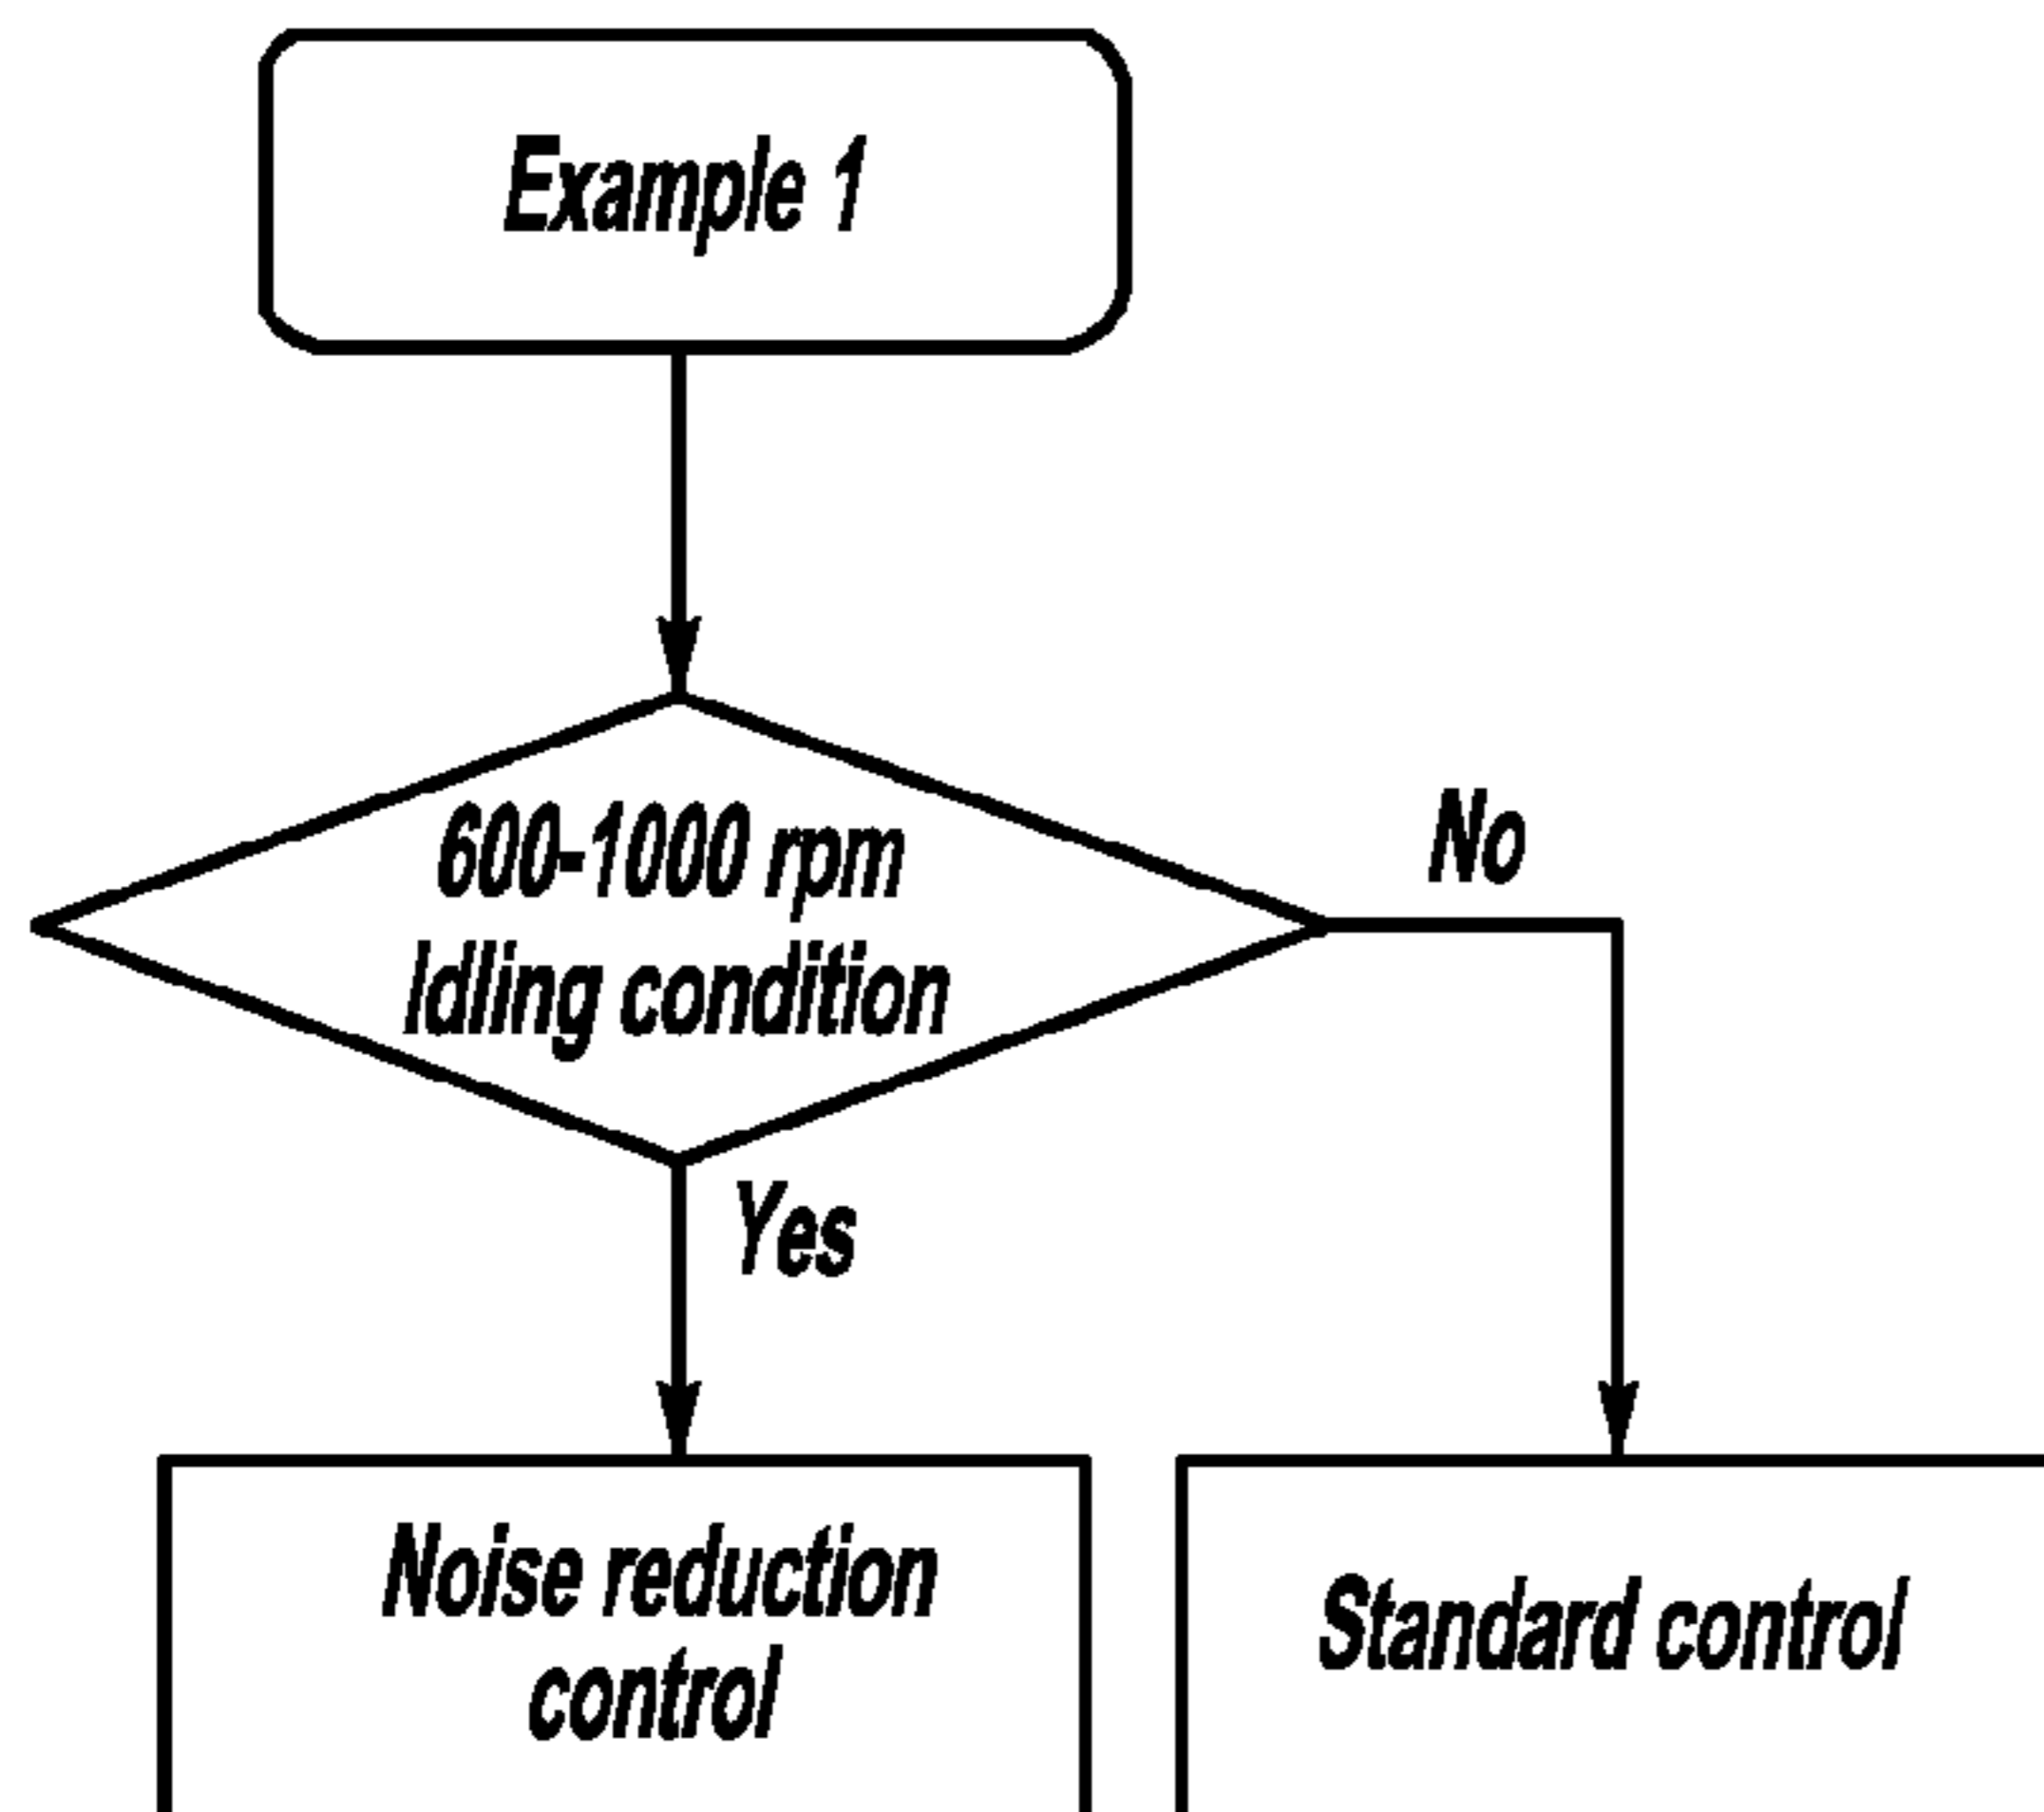 Example 1
600-1000 rpm
Idling condition
No
Yes
Noise reduction
control
Standard control